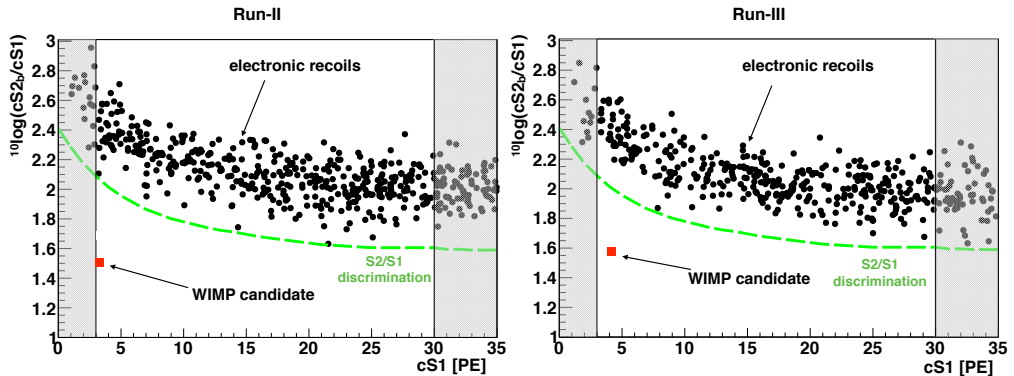 Run-II
¹⁰log(cS2_b/cS1)
3
2.8
2.6
2.4
2.2
2
1.8
1.6
1.4
1.2
1
electronic recoils
S2/S1
discrimination
WIMP candidate
0 5 10 15 20 25 30 35
cS1 [PE]
Run-III
¹⁰log(cS2_b/cS1)
3
2.8
2.6
2.4
2.2
2
1.8
1.6
1.4
1.2
1
electronic recoils
S2/S1
discrimination
WIMP candidate
0 5 10 15 20 25 30 35
cS1 [PE]